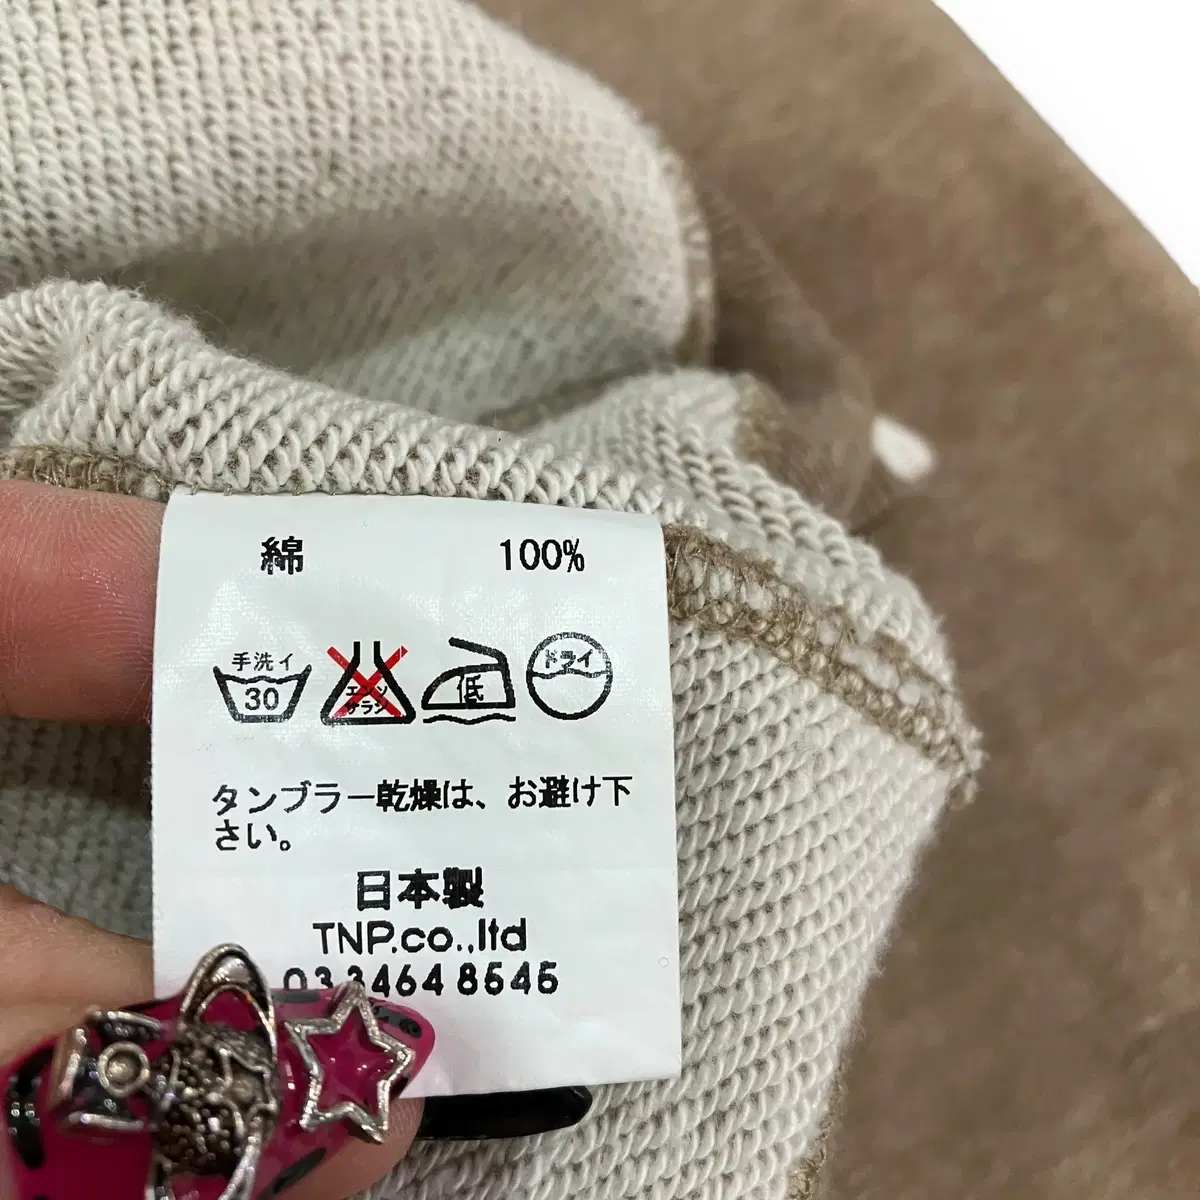 綿 100%
手洗イ 30 エンソ サラシ 低 ドライ
タンブラー乾燥は、お避け下
さい。
日本製
TNP.co.,ltd
03 3464 8545